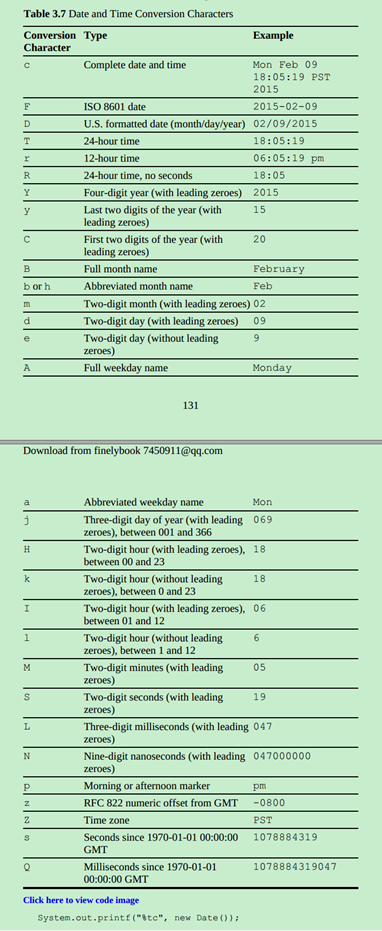 Table 3.7 Date and Time Conversion Characters
Conversion Type Example
Character
c Complete date and time Mon Feb 09
18:05:19 PST
2015
F ISO 8601 date 2015-02-09
D U.S. formatted date (month/day/year) 02/09/2015
T 24-hour time 18:05:19
r 12-hour time 06:05:19 pm
R 24-hour time, no seconds 18:05
Y Four-digit year (with leading zeroes) 2015
y Last two digits of the year (with 15
leading zeroes)
C First two digits of the year (with 20
leading zeroes)
B Full month name February
b or h Abbreviated month name Feb
m Two-digit month (with leading zeroes) 02
d Two-digit day (with leading zeroes) 09
e Two-digit day (without leading 9
zeroes)
A Full weekday name Monday
131
Download from finelybook 7450911@qq.com
a Abbreviated weekday name Mon
j Three-digit day of year (with leading 069
zeroes), between 001 and 366
H Two-digit hour (with leading zeroes), 18
between 00 and 23
k Two-digit hour (without leading 18
zeroes), between 0 and 23
I Two-digit hour (with leading zeroes), 06
between 01 and 12
l Two-digit hour (without leading 6
zeroes), between 1 and 12
M Two-digit minutes (with leading 05
zeroes)
S Two-digit seconds (with leading 19
zeroes)
L Three-digit milliseconds (with leading 047
zeroes)
N Nine-digit nanoseconds (with leading 047000000
zeroes)
p Morning or afternoon marker pm
z RFC 822 numeric offset from GMT -0800
Z Time zone PST
s Seconds since 1970-01-01 00:00:00 1078884319
GMT
Q Milliseconds since 1970-01-01 1078884319047
00:00:00 GMT
Click here to view code image
System.out.printf("%tc", new Date());